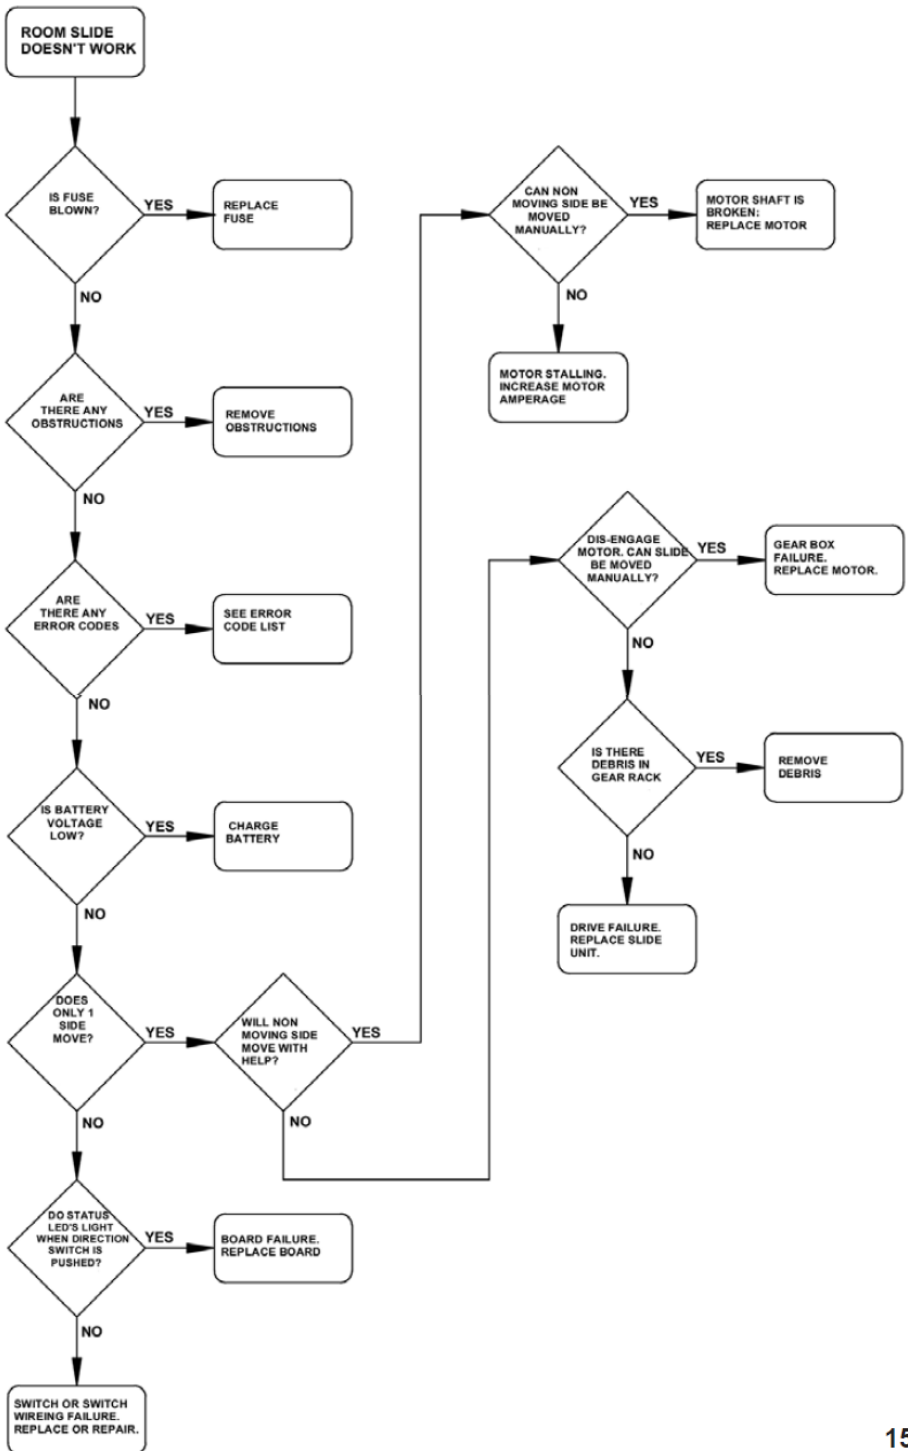 ROOM SLIDE
DOESN'T WORK
IS FUSE
BLOWN?
YES
REPLACE
FUSE
NO
ARE
THERE ANY
OBSTRUCTIONS
YES
REMOVE
OBSTRUCTIONS
NO
ARE
THERE ANY
ERROR CODES
YES
SEE ERROR
CODE LIST
NO
IS BATTERY
VOLTAGE
LOW?
YES
CHARGE
BATTERY
NO
DOES
ONLY 1
SIDE
MOVE?
YES
WILL NON
MOVING SIDE
MOVE WITH
HELP?
YES
NO
NO
DO STATUS
LED'S LIGHT
WHEN DIRECTION
SWITCH IS
PUSHED?
YES
BOARD FAILURE.
REPLACE BOARD
NO
SWITCH OR SWITCH
WIREING FAILURE.
REPLACE OR REPAIR.
CAN NON
MOVING SIDE BE
MOVED
MANUALLY?
YES
MOTOR SHAFT IS
BROKEN;
REPLACE MOTOR
NO
MOTOR STALLING.
INCREASE MOTOR
AMPERAGE
DIS-ENGAGE
MOTOR. CAN SLIDE
BE MOVED
MANUALLY?
YES
GEAR BOX
FAILURE.
REPLACE MOTOR.
NO
IS THERE
DEBRIS IN
GEAR RACK
YES
REMOVE
DEBRIS
NO
DRIVE FAILURE.
REPLACE SLIDE
UNIT.
15